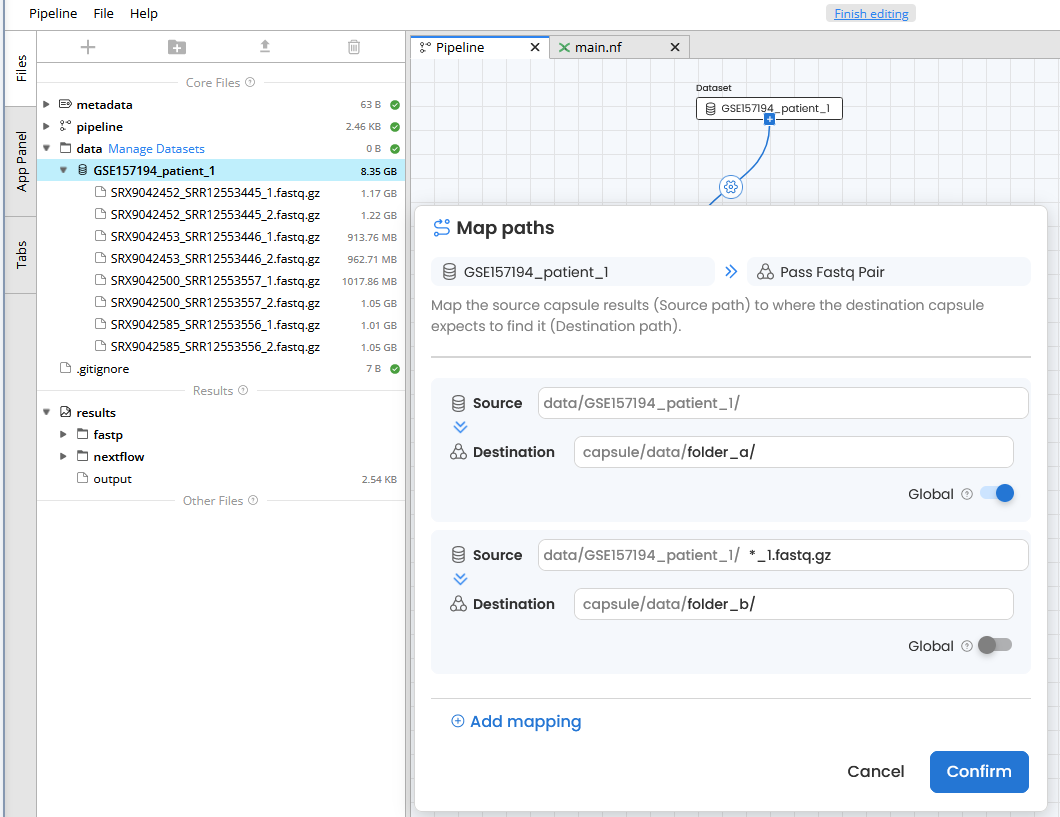 Pipeline File Help
Finish editing
Files
App Panel
Tabs
Core Files ?
metadata 63 B
pipeline 2.46 KB
data Manage Datasets 0 B
GSE157194_patient_1 8.35 GB
SRX9042452_SRR12553445_1.fastq.gz 1.17 GB
SRX9042452_SRR12553445_2.fastq.gz 1.22 GB
SRX9042453_SRR12553446_1.fastq.gz 913.76 MB
SRX9042453_SRR12553446_2.fastq.gz 962.71 MB
SRX9042500_SRR12553557_1.fastq.gz 1017.86 MB
SRX9042500_SRR12553557_2.fastq.gz 1.05 GB
SRX9042585_SRR12553556_1.fastq.gz 1.01 GB
SRX9042585_SRR12553556_2.fastq.gz 1.05 GB
.gitignore 7 B
Results ?
results
fastp
nextflow
output 2.54 KB
Other Files ?
Pipeline
main.nf
Dataset
GSE157194_patient_1
Map paths
GSE157194_patient_1
Pass Fastq Pair
Map the source capsule results (Source path) to where the destination capsule
expects to find it (Destination path).
Source data/GSE157194_patient_1/
Destination capsule/data/folder_a/
Global ?
Source data/GSE157194_patient_1/ *_1.fastq.gz
Destination capsule/data/folder_b/
Global ?
Add mapping
Cancel Confirm